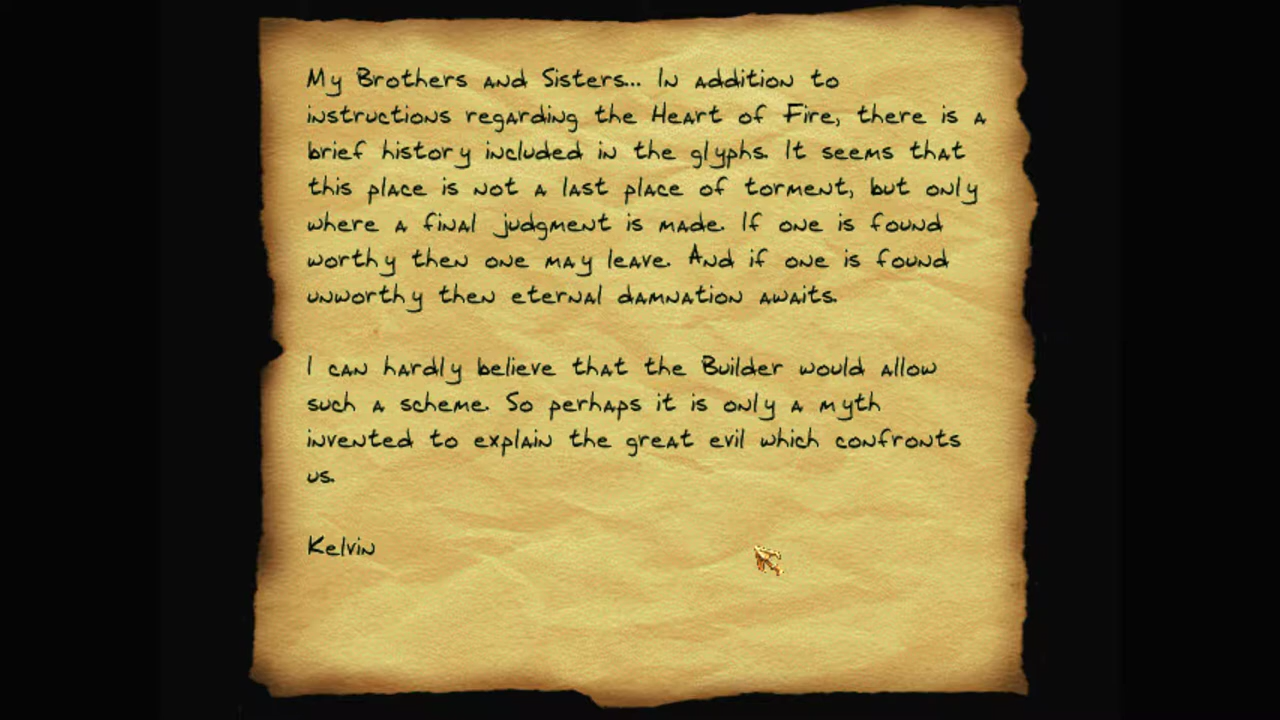 My Brothers and Sisters... In addition to
instructions regarding the Heart of Fire, there is a
brief history included in the glyphs. It seems that
this place is not a last place of torment, but only
where a final judgment is made. If one is found
worthy then one may leave. And if one is found
unworthy then eternal damnation awaits.
I can hardly believe that the Builder would allow
such a scheme. So perhaps it is only a myth
invented to explain the great evil which confronts
us.
Kelvin